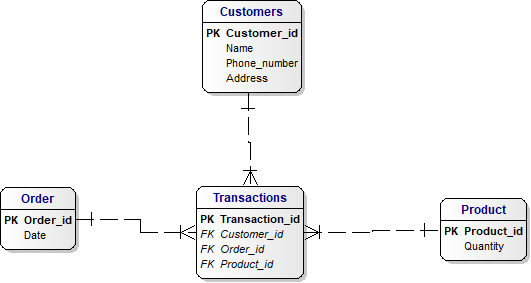 Customers
PK Customer_id
Name
Phone_number
Address
Order
PK Order_id
Date
Transactions
PK Transaction_id
FK Customer_id
FK Order_id
FK Product_id
Product
PK Product_id
Quantity